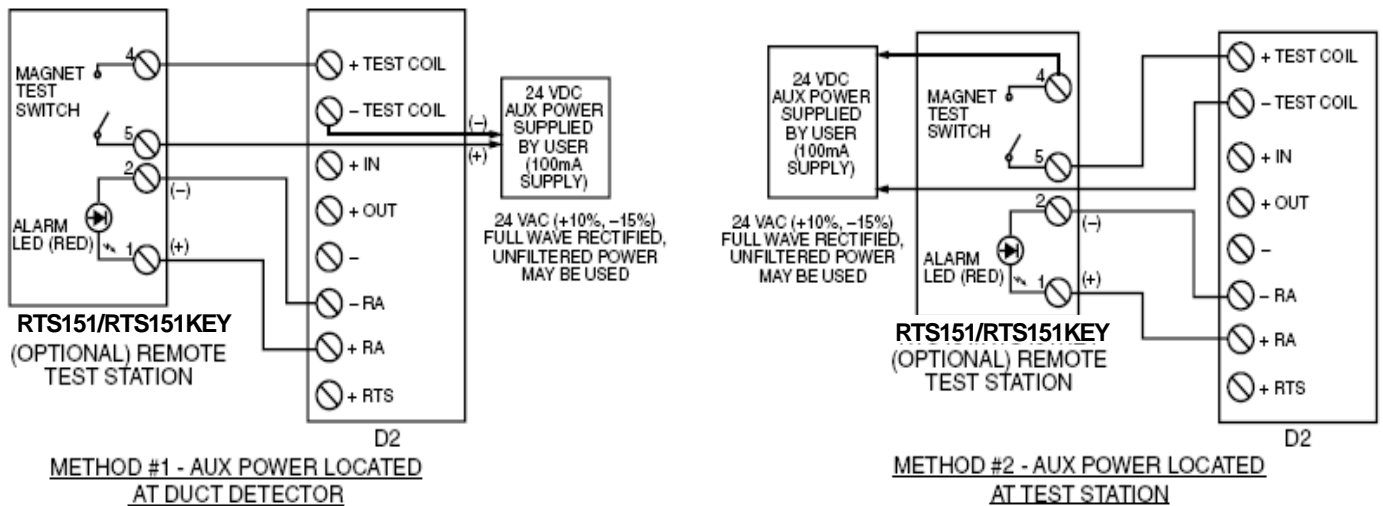 MAGNET
TEST
SWITCH
4
5
2
(–)
ALARM
LED (RED)
1
(+)
RTS151/RTS151KEY
(OPTIONAL) REMOTE
TEST STATION
+ TEST COIL
– TEST COIL
+ IN
+ OUT
–
– RA
+ RA
+ RTS
D2
(–)
(+)
24 VDC
AUX POWER
SUPPLIED
BY USER
(100mA
SUPPLY)
24 VAC (+10%, –15%)
FULL WAVE RECTIFIED,
UNFILTERED POWER
MAY BE USED
METHOD #1 - AUX POWER LOCATED
AT DUCT DETECTOR
24 VDC
AUX POWER
SUPPLIED
BY USER
(100mA
SUPPLY)
24 VAC (+10%, –15%)
FULL WAVE RECTIFIED,
UNFILTERED POWER
MAY BE USED
4
MAGNET
TEST
SWITCH
5
2
(–)
ALARM
LED (RED)
1
(+)
RTS151/RTS151KEY
(OPTIONAL) REMOTE
TEST STATION
+ TEST COIL
– TEST COIL
+ IN
+ OUT
–
– RA
+ RA
+ RTS
D2
METHOD #2 - AUX POWER LOCATED
AT TEST STATION